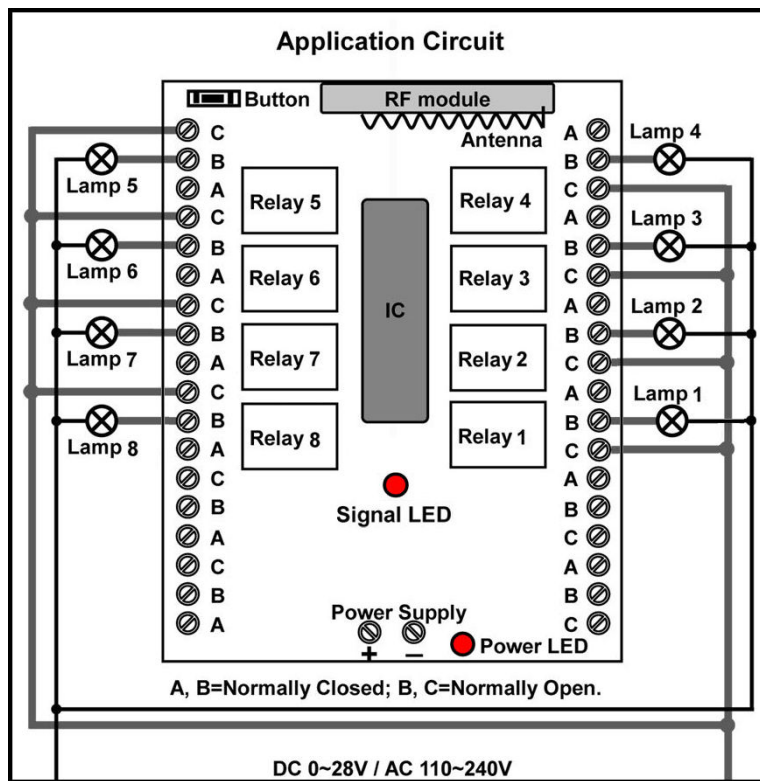 Application Circuit
Button
RF module
Antenna
C
B
A
C
B
A
C
B
A
C
B
A
C
B
A
C
B
A
Lamp 5
Lamp 6
Lamp 7
Lamp 8
Relay 5
Relay 6
Relay 7
Relay 8
IC
Relay 4
Relay 3
Relay 2
Relay 1
A
B
C
A
B
C
A
B
C
A
B
C
A
B
C
A
B
C
Lamp 4
Lamp 3
Lamp 2
Lamp 1
Signal LED
Power Supply
+ −
Power LED
A, B=Normally Closed; B, C=Normally Open.
DC 0~28V / AC 110~240V